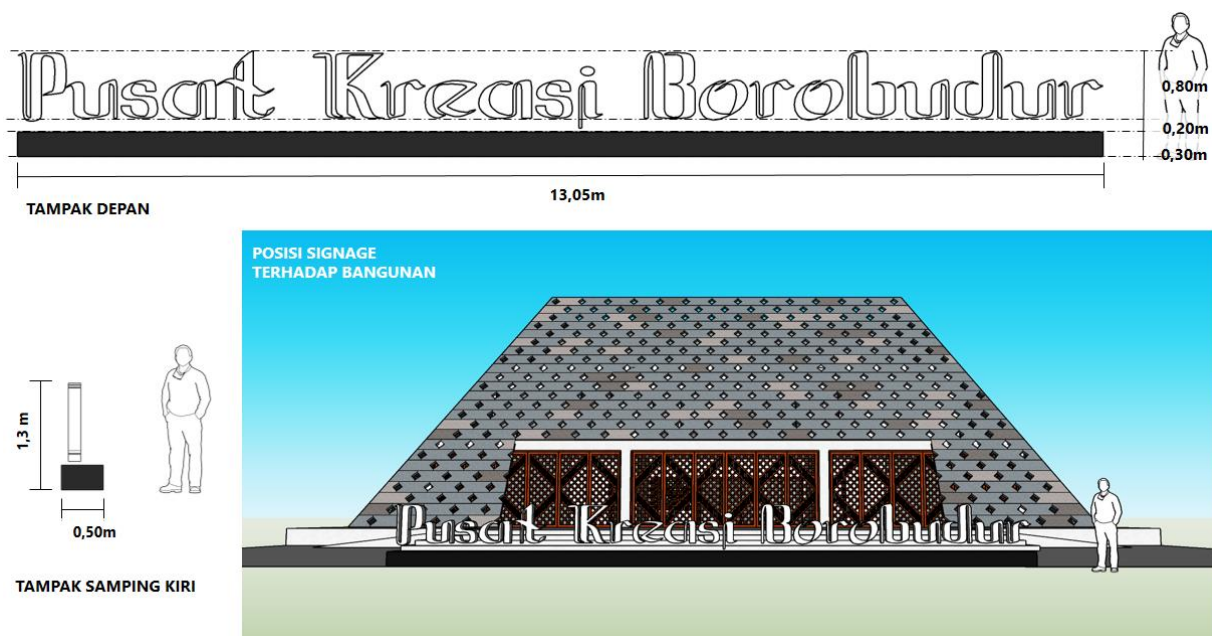 Pusat Kreasi Borobudur
0,80m
0,20m
0,30m
13,05m
TAMPAK DEPAN
POSISI SIGNAGE
TERHADAP BANGUNAN
1,3 m
0,50m
TAMPAK SAMPING KIRI
Pusat Kreasi Borobudur